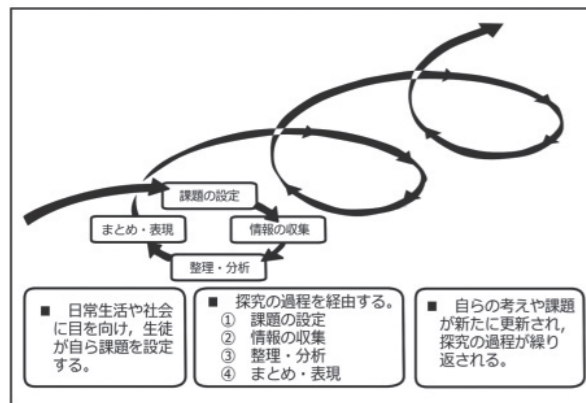 課題の設定
まとめ・表現
情報の収集
整理・分析
■ 日常生活や社会
に目を向け，生徒
が自ら課題を設定
する。
■ 探究の過程を経由する。
① 課題の設定
② 情報の収集
③ 整理・分析
④ まとめ・表現
■ 自らの考えや課題
が新たに更新され，
探究の過程が繰り
返される。